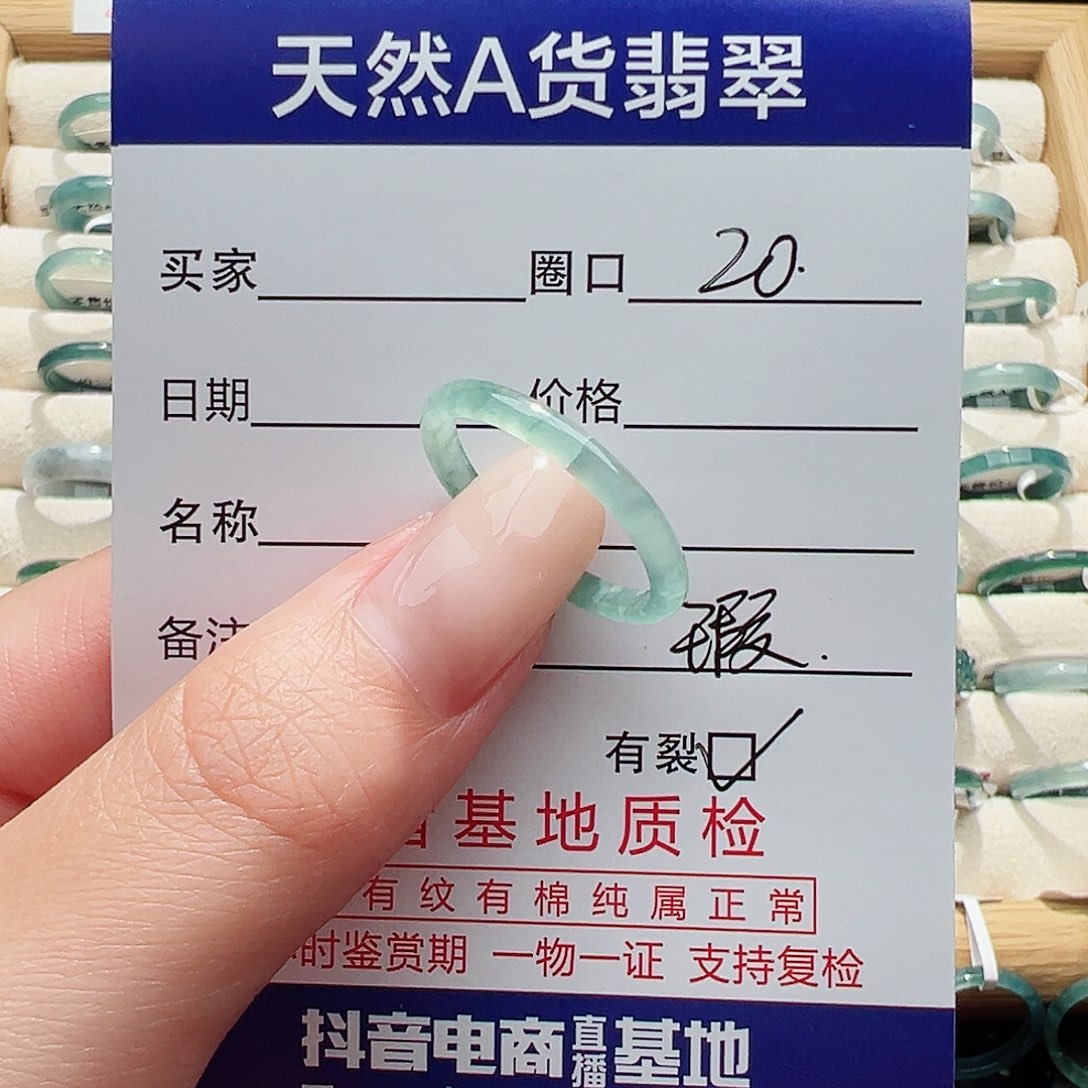 天然A货翡翠
买家 圈口 20.
日期 价格
名称
备注 瑕.
有裂
基地质检
有纹有棉纯属正常
时鉴赏期 一物一证 支持复检
抖音电商直播基地